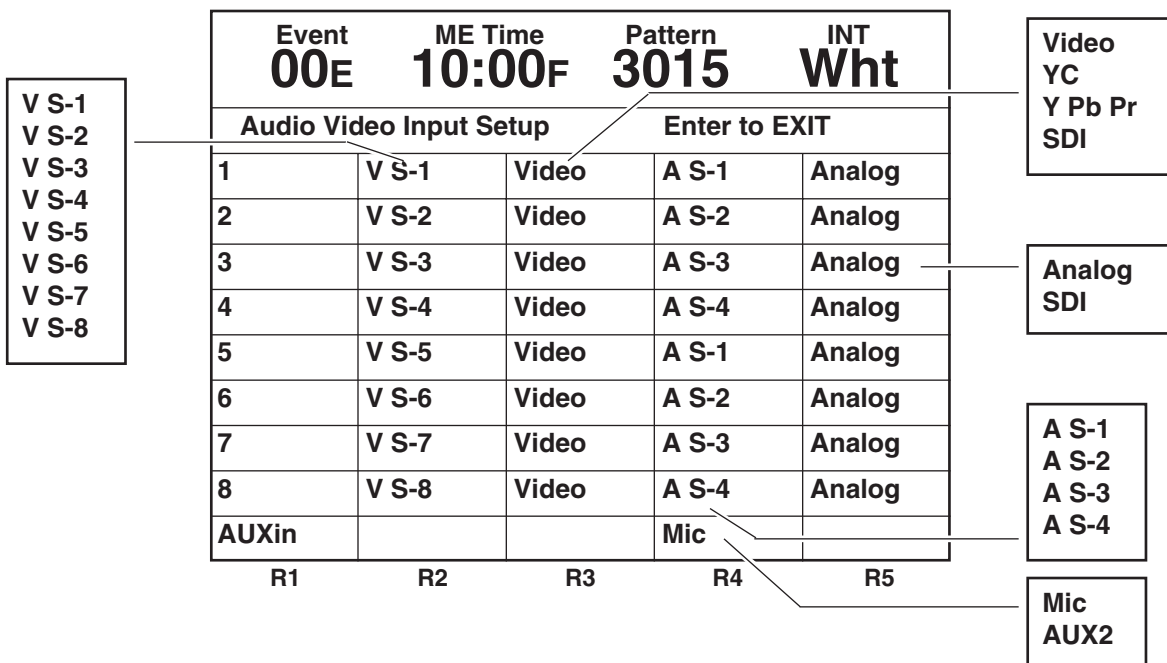 Event ME Time Pattern INT
00E 10:00F 3015 Wht
Audio Video Input Setup Enter to EXIT
1 V S-1 Video A S-1 Analog
2 V S-2 Video A S-2 Analog
3 V S-3 Video A S-3 Analog
4 V S-4 Video A S-4 Analog
5 V S-5 Video A S-1 Analog
6 V S-6 Video A S-2 Analog
7 V S-7 Video A S-3 Analog
8 V S-8 Video A S-4 Analog
AUXin Mic
R1 R2 R3 R4 R5
V S-1
V S-2
V S-3
V S-4
V S-5
V S-6
V S-7
V S-8
Video
YC
Y Pb Pr
SDI
Analog
SDI
A S-1
A S-2
A S-3
A S-4
Mic
AUX2